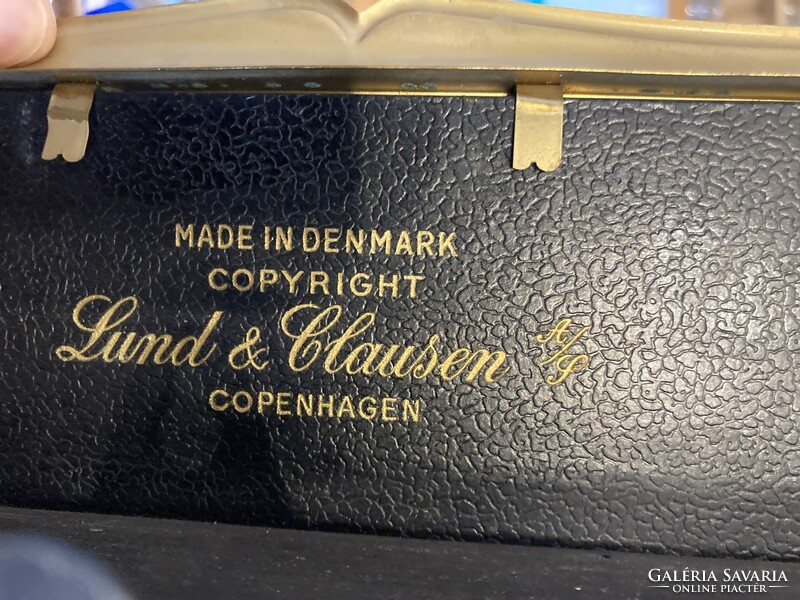 MADE IN DENMARK
COPYRIGHT
Lund & Clausen A/S
COPENHAGEN
GALÉRIA SAVARIA
ONLINE PIACTÉR